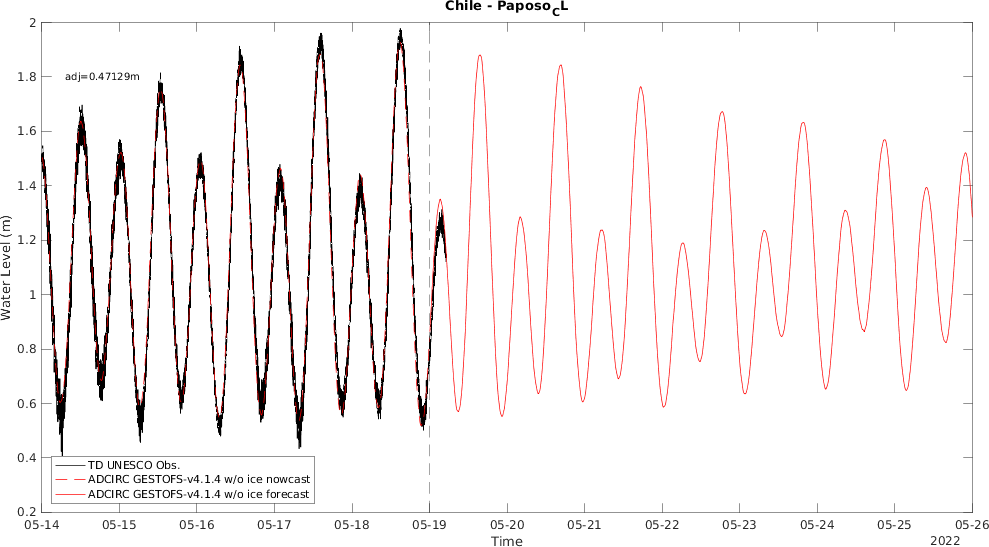 Chile - PaposoCL
adj=0.47129m
Water Level (m)
2
1.8
1.6
1.4
1.2
1
0.8
0.6
0.4
0.2
TD UNESCO Obs.
ADCIRC GESTOFS-v4.1.4 w/o ice nowcast
ADCIRC GESTOFS-v4.1.4 w/o ice forecast
05-14 05-15 05-16 05-17 05-18 05-19 05-20 05-21 05-22 05-23 05-24 05-25 05-26
Time
2022